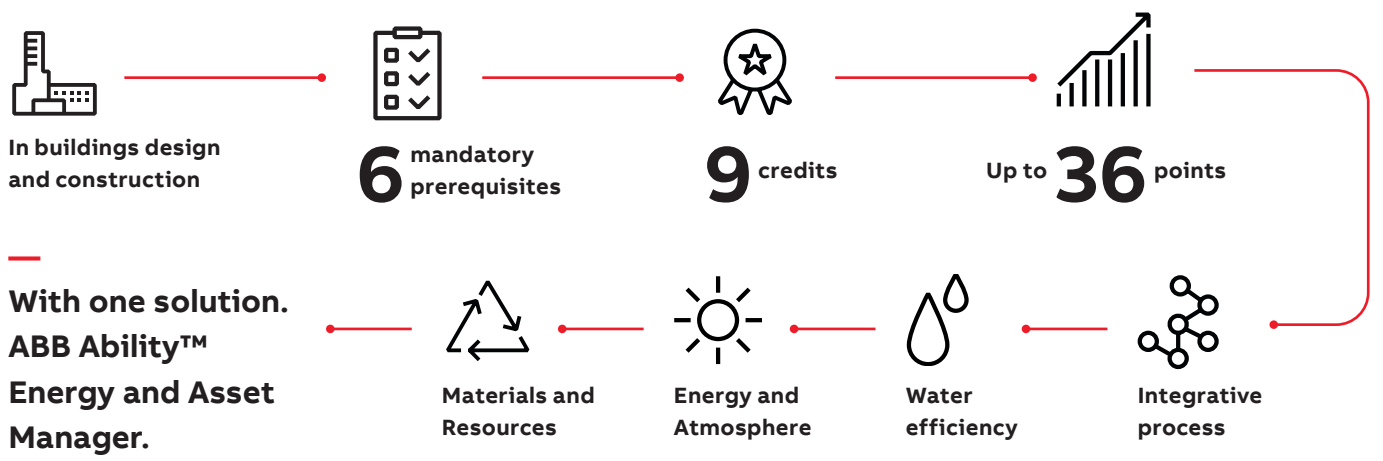 In buildings design
and construction
6 mandatory
prerequisites
9 credits
Up to 36 points
Integrative
process
Water
efficiency
Energy and
Atmosphere
Materials and
Resources
With one solution.
ABB Ability™
Energy and Asset
Manager.